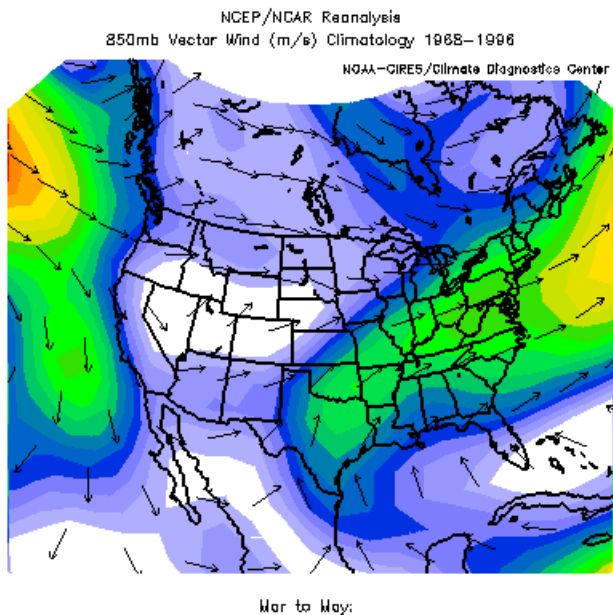 NCEP/NCAR Reanalysis
850mb Vector Wind (m/s) Climatology 1968-1996
NOAA-CIRES/Climate Diagnostics Center
Mar to May: